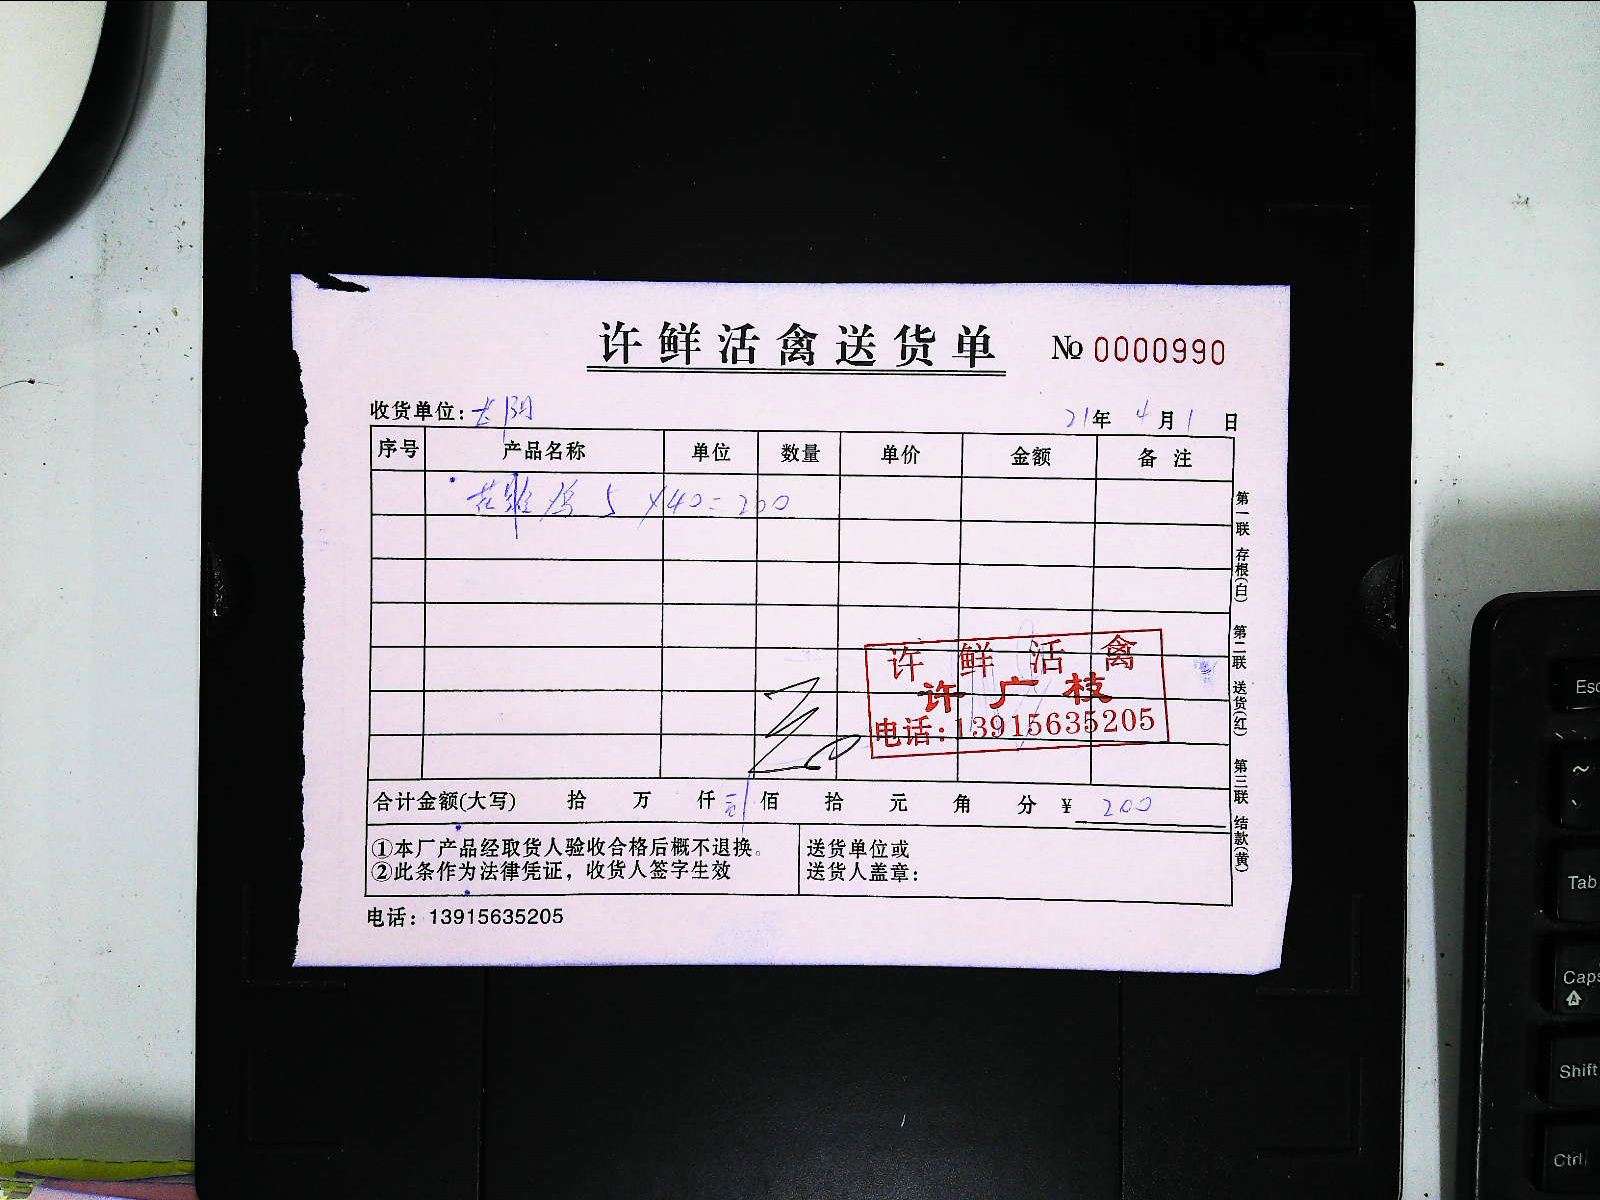 许鲜活禽送货单 № 0000990
收货单位: 长阴 21年 4月1日
序号 产品名称 单位 数量 单价 金额 备注
5 ×40=200
许鲜活禽
许广枝
电话:13915635205
合计金额(大写) 拾 万 仟 佰 拾 元 角 分 ¥ 200
①本厂产品经取货人验收合格后概不退换。
②此条作为法律凭证，收货人签字生效
送货单位或
送货人盖章:
电话: 13915635205
第一联 存根(白) 第二联 送货(红) 第三联 结款(黄)
Esc
~
Tab
Caps
Shift
Ctrl